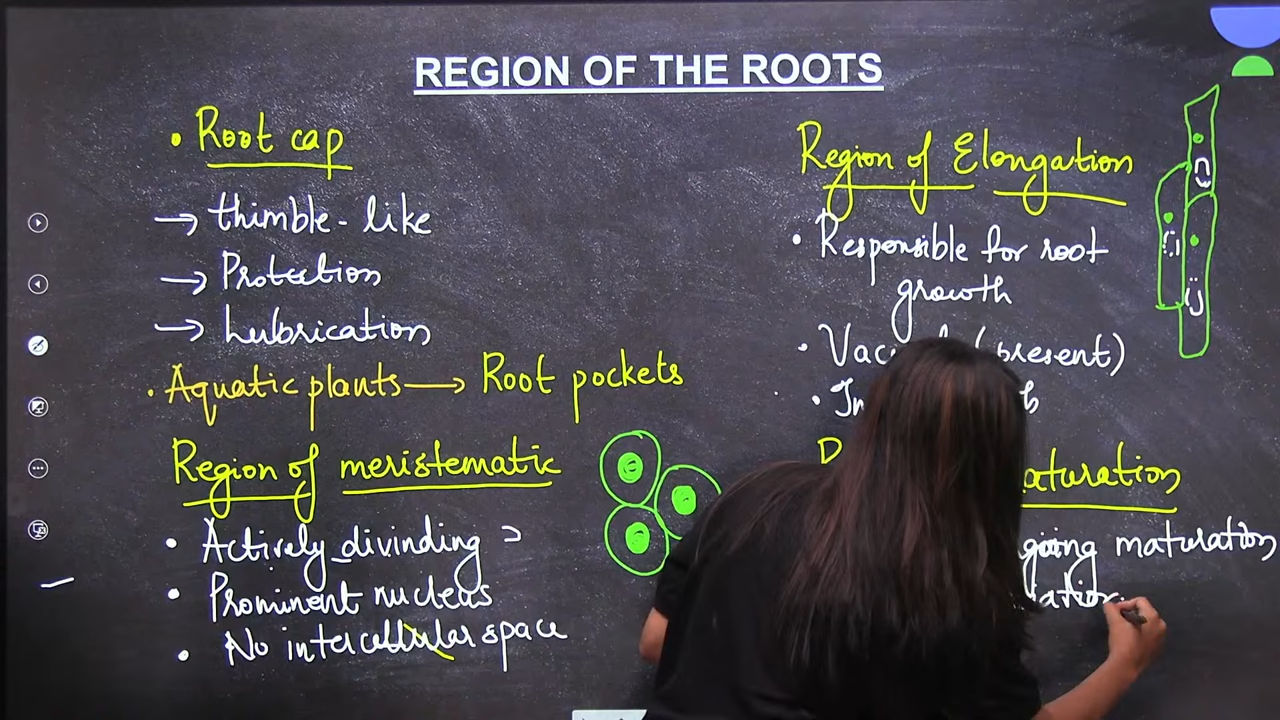 REGION OF THE ROOTS
• Root cap
→ thimble-like
→ Protection
→ Lubrication
• Aquatic plants → Root pockets
Region of meristematic
• Actively divinding
• Prominent nucleus
• No intercellular space
Region of Elongation
• Responsible for root
growth
• (present)
maturation
maturation